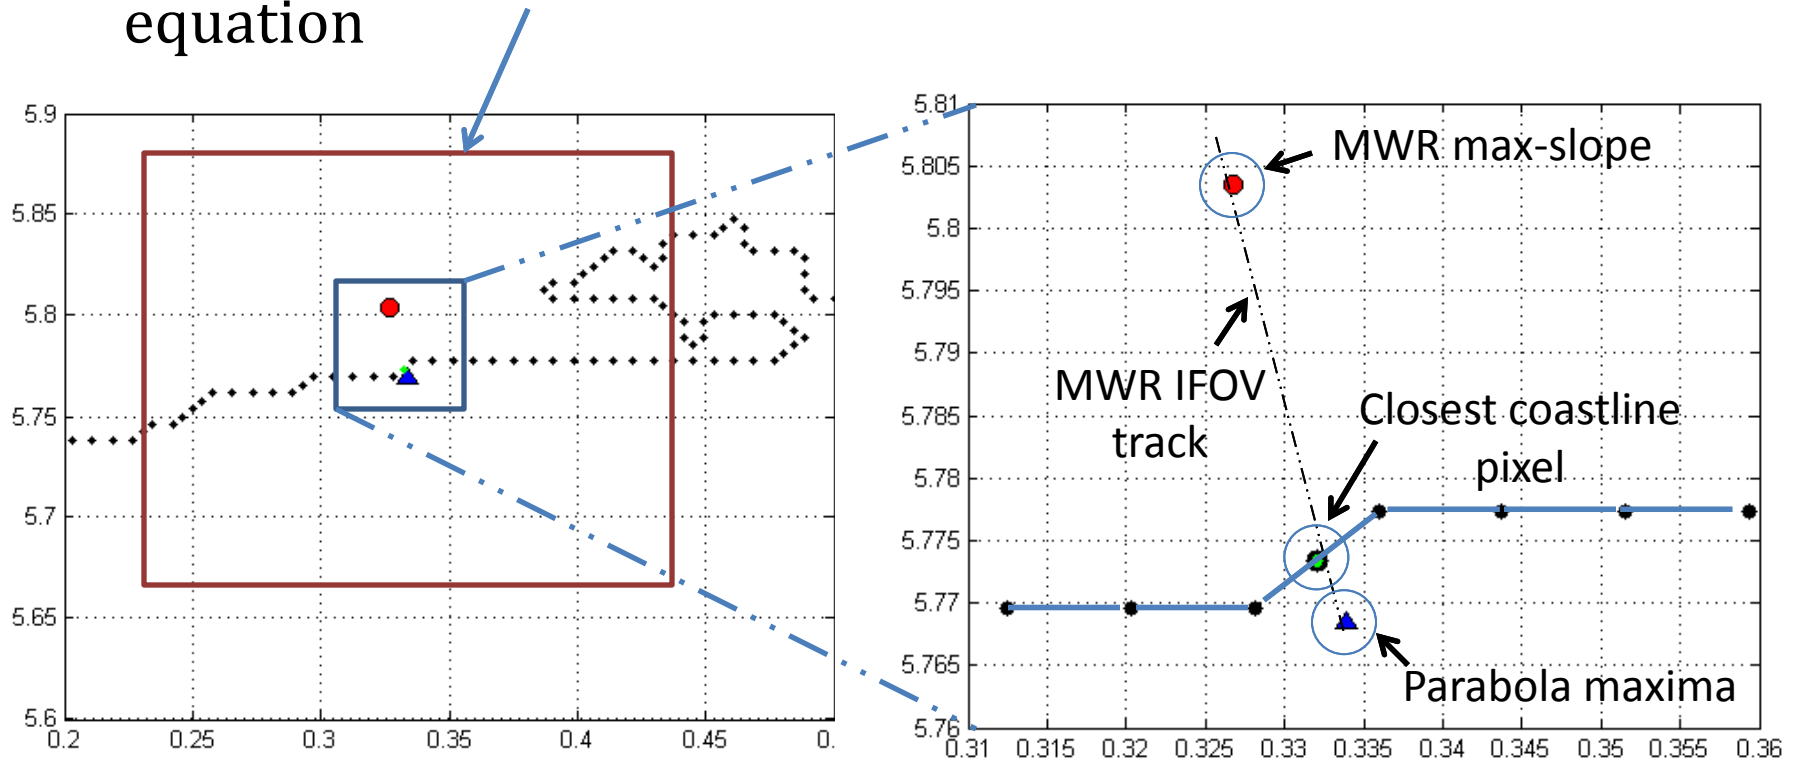 equation
5.9
5.85
5.8
5.75
5.7
5.65
5.6
0.2 0.25 0.3 0.35 0.4 0.45 0.
5.81
5.805
5.8
5.795
5.79
5.785
5.78
5.775
5.77
5.765
5.76
0.31 0.315 0.32 0.325 0.33 0.335 0.34 0.345 0.35 0.355 0.36
MWR max-slope
MWR IFOV
track
Closest coastline
pixel
Parabola maxima